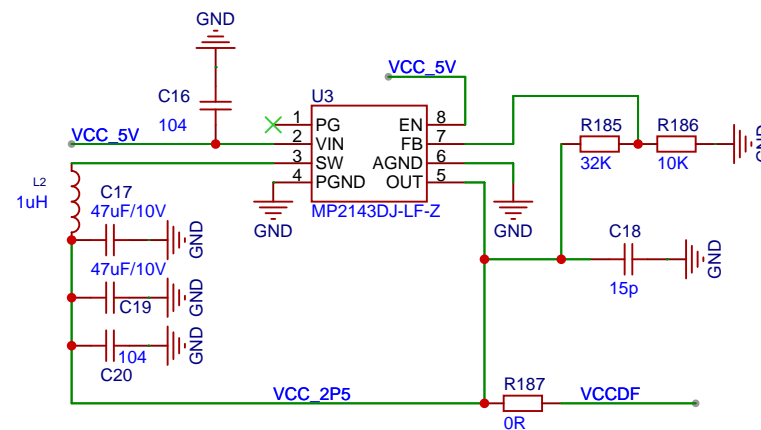 GND
VCC_5V
C16
104
U3
VCC_5V
1 PG
2 VIN
3 SW
4 PGND
EN 8
FB 7
AGND 6
OUT 5
MP2143DJ-LF-Z
R185
32K
R186
10K
GND
L2
1uH
C17
47uF/10V
GND
GND
GND
47uF/10V
C19
GND
C18
15p
GND
104
C20
GND
VCC_2P5
R187
0R
VCCDF